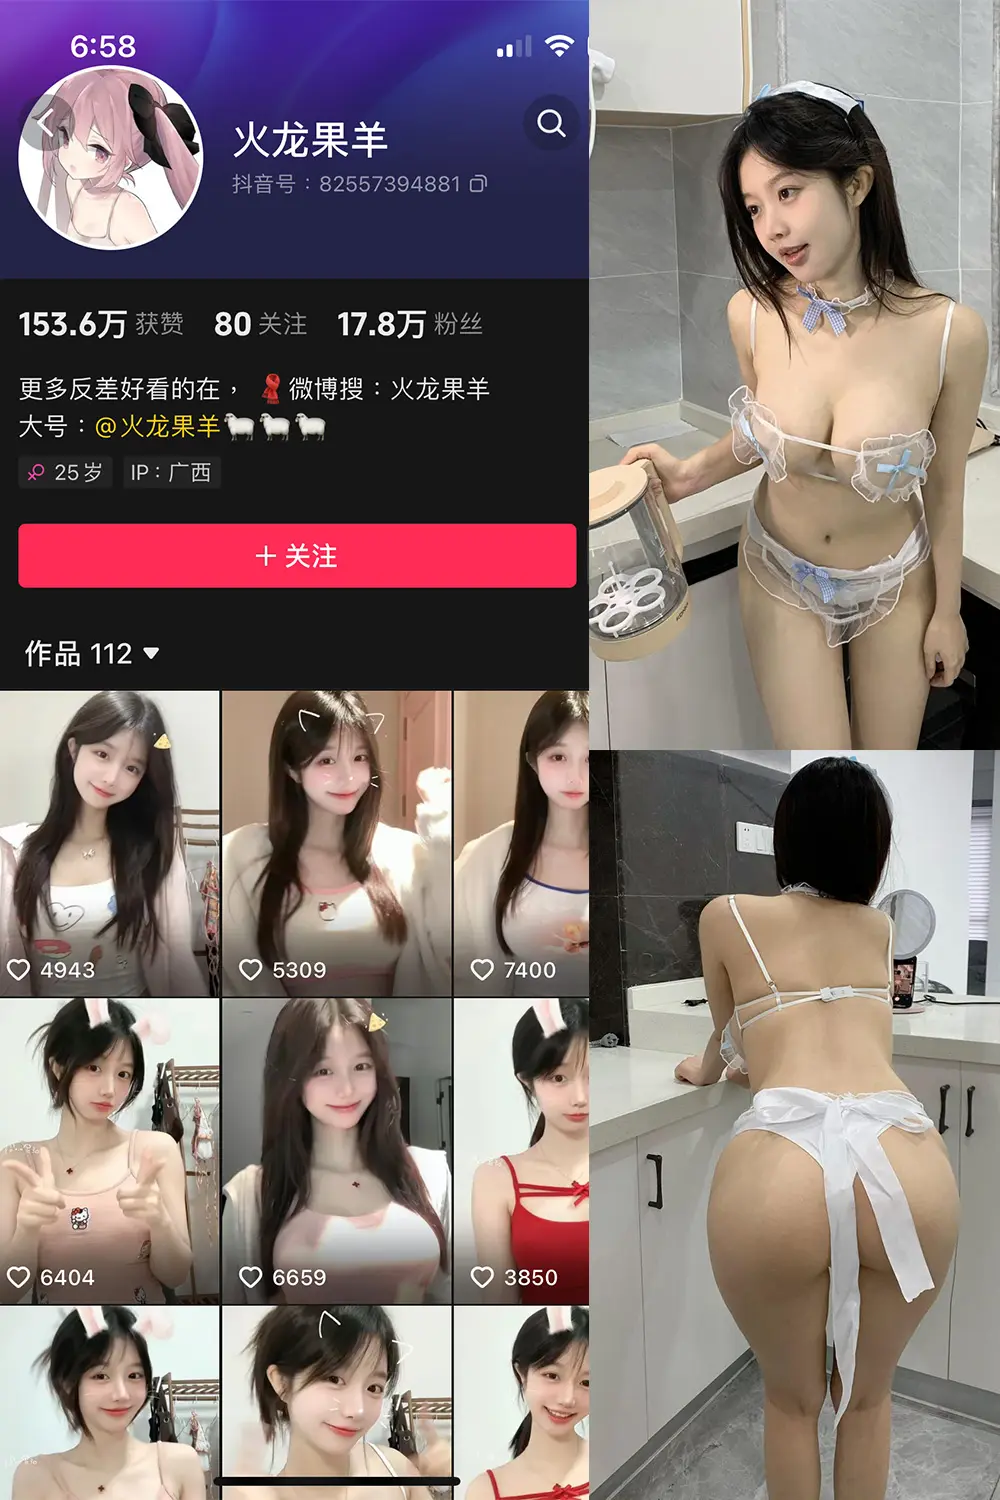 6:58
火龙果羊
抖音号：82557394881
153.6万 获赞 80 关注 17.8万 粉丝
更多反差好看的在， 🧣微博搜：火龙果羊
大号：@火龙果羊🐑🐑🐑
25岁 IP：广西
+ 关注
作品 112
4943 5309 7400
6404 6659 3850